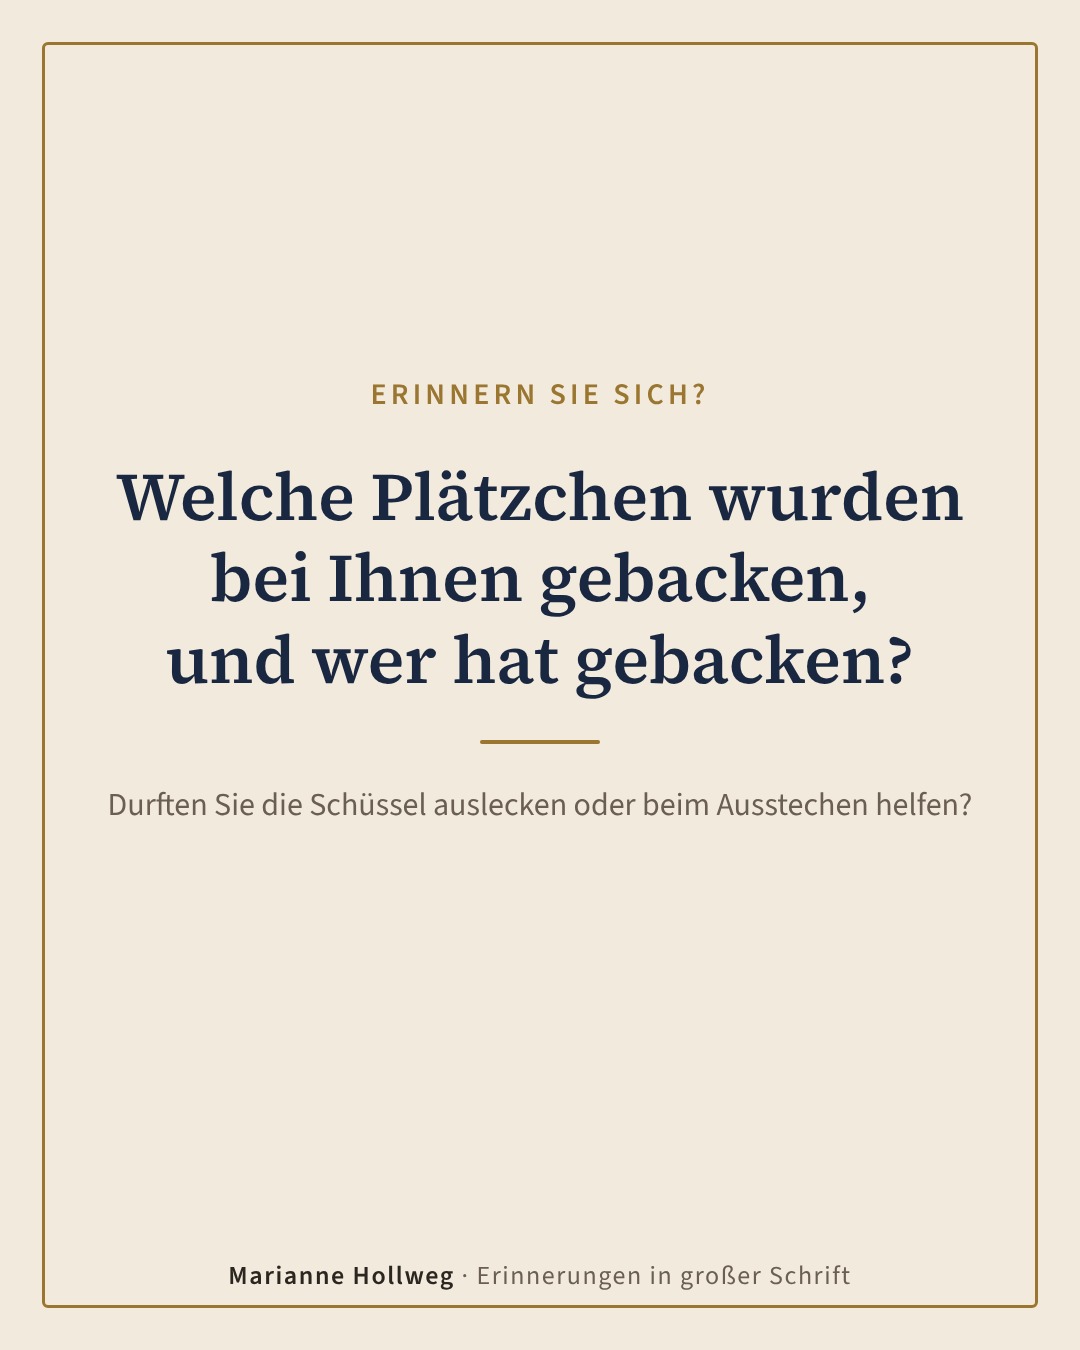 ERINNERN SIE SICH?
Welche Plätzchen wurden
bei Ihnen gebacken,
und wer hat gebacken?
Durften Sie die Schüssel auslecken oder beim Ausstechen helfen?
Marianne Hollweg · Erinnerungen in großer Schrift